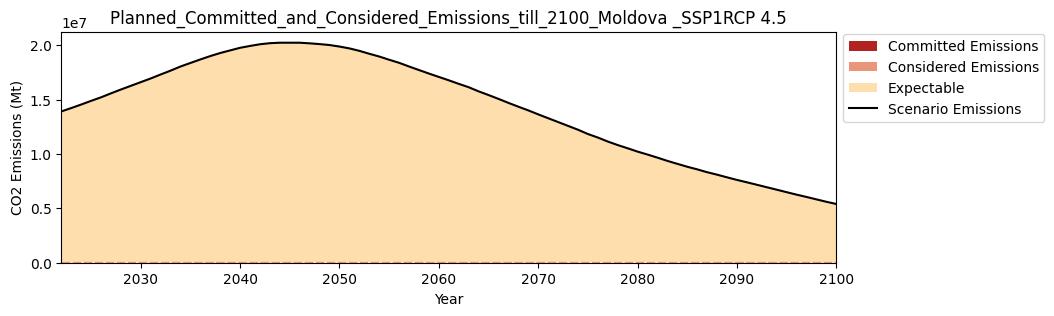 Planned_Committed_and_Considered_Emissions_till_2100_Moldova _SSP1RCP 4.5
1e7
2.0
1.5
1.0
0.5
0.0
CO2 Emissions (Mt)
2030 2040 2050 2060 2070 2080 2090 2100
Year
Committed Emissions
Considered Emissions
Expectable
Scenario Emissions